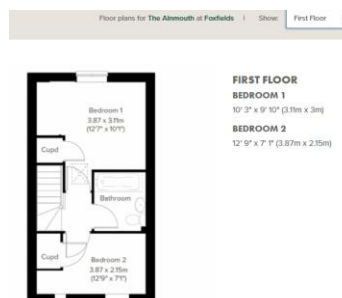 Floor plans for The Alnmouth at Foxfields | Show: First Floor
FIRST FLOOR
BEDROOM 1
10' 3" x 9' 10" (3.11m x 3m)
BEDROOM 2
12' 9" x 7' 1" (3.87m x 2.15m)
Bedroom 1
3.87 x 3.11m
(12'7" x 10'1")
Cupd
Bathroom
Cupd
Bedroom 2
3.87 x 2.15m
(12'9" x 7'1")